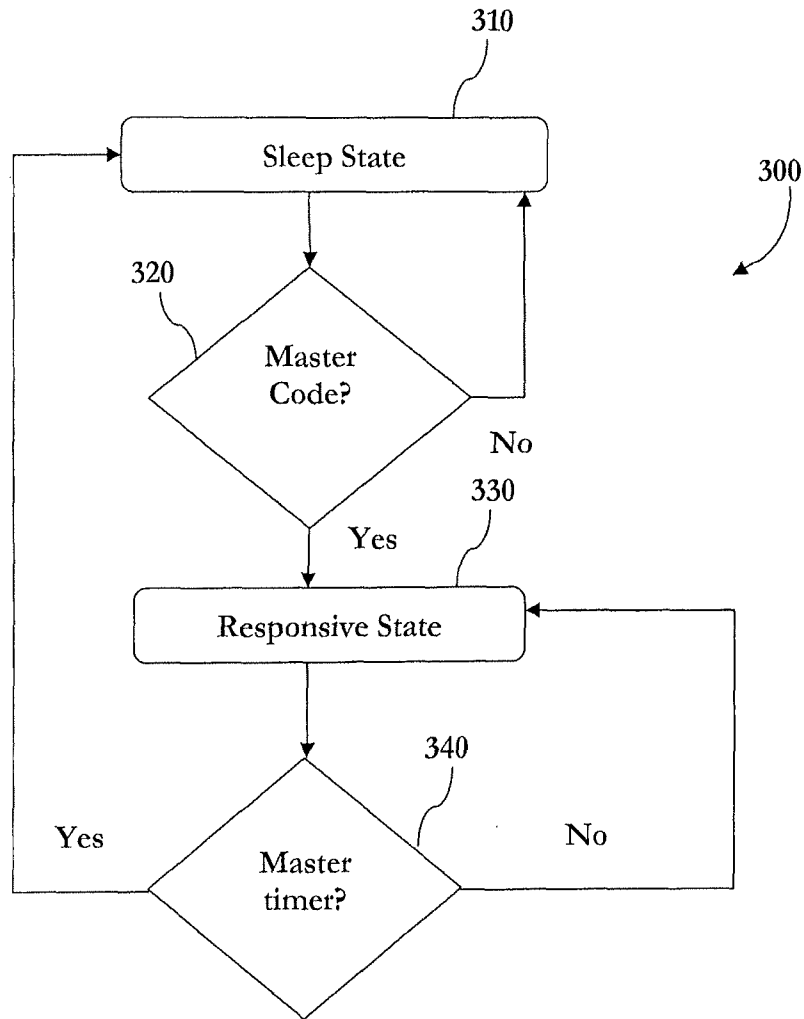 310
Sleep State
300
320
Master
Code?
No
330
Yes
Responsive State
340
Yes
No
Master
timer?